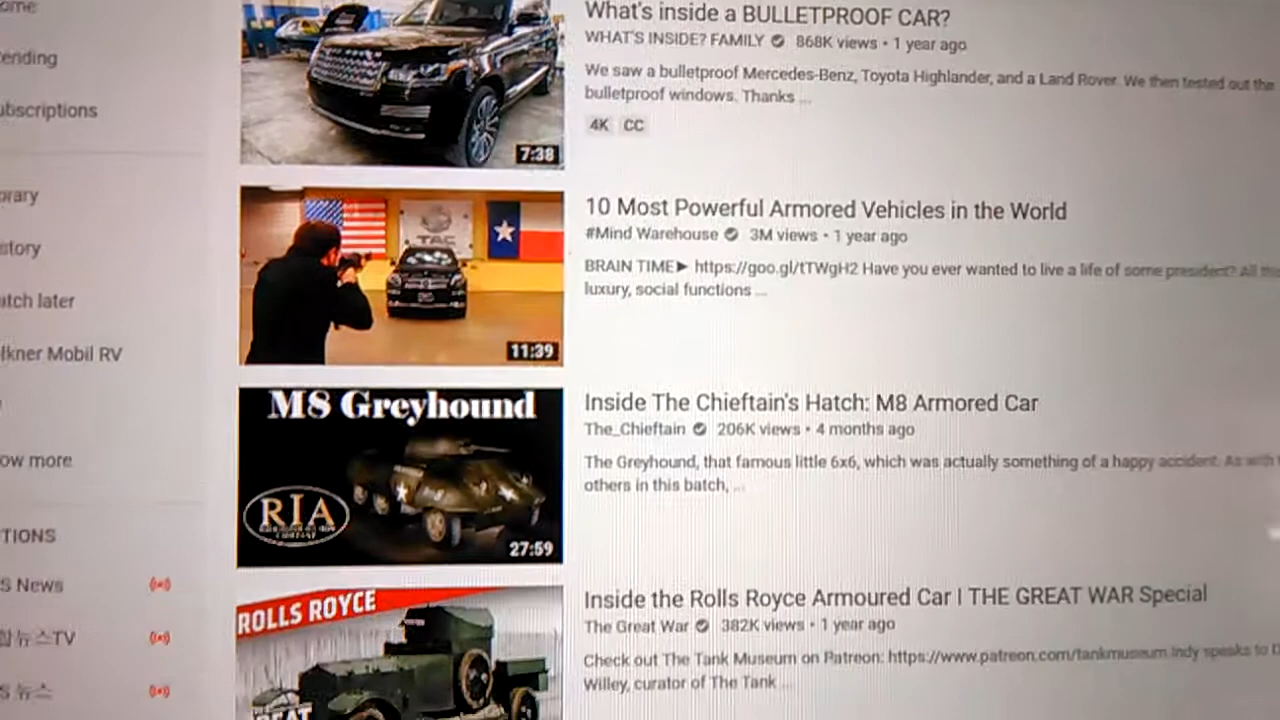 ome
ending
ubscriptions
orary
story
atch later
lkner Mobil RV
ow more
TIONS
S News
합뉴스TV
S 뉴스
7:38
What's inside a BULLETPROOF CAR?
WHAT'S INSIDE? FAMILY 868K views • 1 year ago
We saw a bulletproof Mercedes-Benz, Toyota Highlander, and a Land Rover. We then tested out the
bulletproof windows. Thanks ...
4K CC
TAC
11:39
10 Most Powerful Armored Vehicles in the World
#Mind Warehouse 3M views • 1 year ago
BRAIN TIME► https://goo.gl/tTWgH2 Have you ever wanted to live a life of some president? All
luxury, social functions ...
M8 Greyhound
RIA
27:59
Inside The Chieftain's Hatch: M8 Armored Car
The_Chieftain 206K views • 4 months ago
The Greyhound, that famous little 6x6, which was actually something of a happy accident. As with
others in this batch, ...
ROLLS ROYCE
Inside the Rolls Royce Armoured Car I THE GREAT WAR Special
The Great War 382K views • 1 year ago
Check out The Tank Museum on Patreon: https://www.patreon.com/tankmuseum Indy speaks to D
Willey, curator of The Tank ...